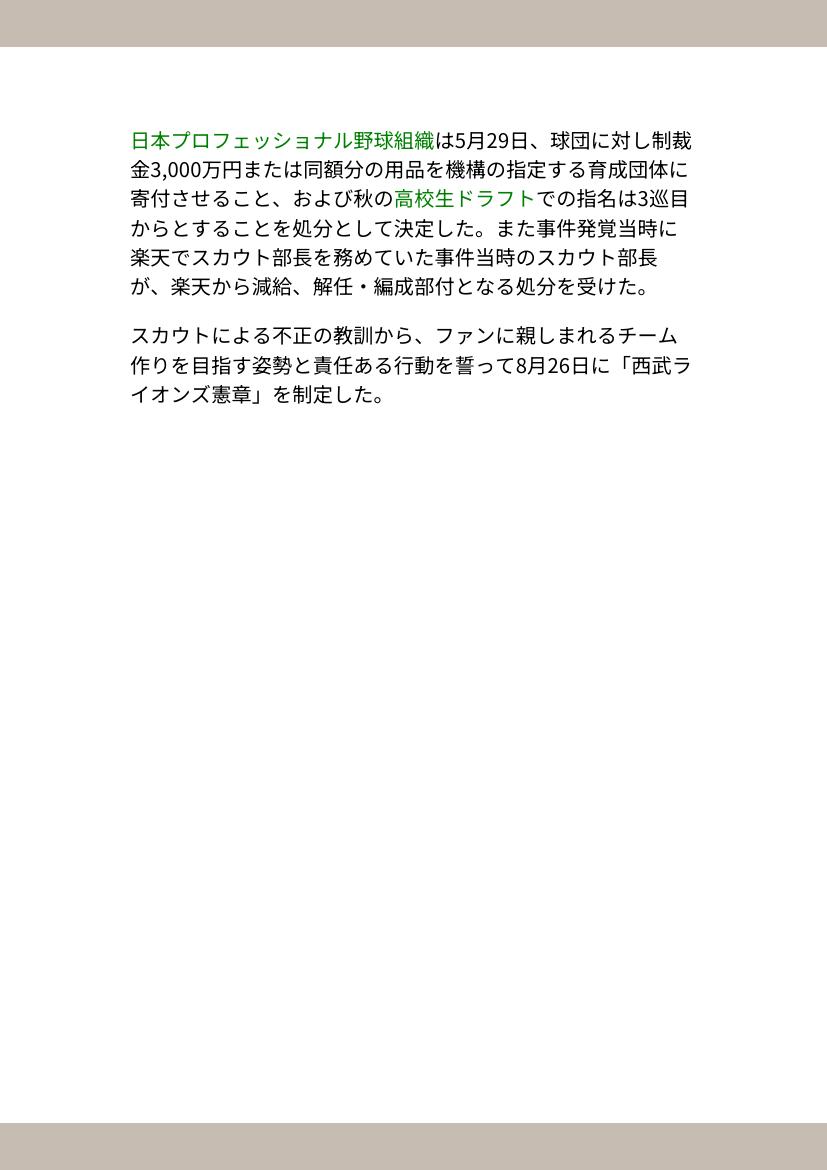 日本プロフェッショナル野球組織は5月29日、球団に対し制裁
金3,000万円または同額分の用品を機構の指定する育成団体に
寄付させること、および秋の高校生ドラフトでの指名は3巡目
からとすることを処分として決定した。また事件発覚当時に
楽天でスカウト部長を務めていた事件当時のスカウト部長
が、楽天から減給、解任・編成部付となる処分を受けた。
スカウトによる不正の教訓から、ファンに親しまれるチーム
作りを目指す姿勢と責任ある行動を誓って8月26日に「西武ラ
イオンズ憲章」を制定した。